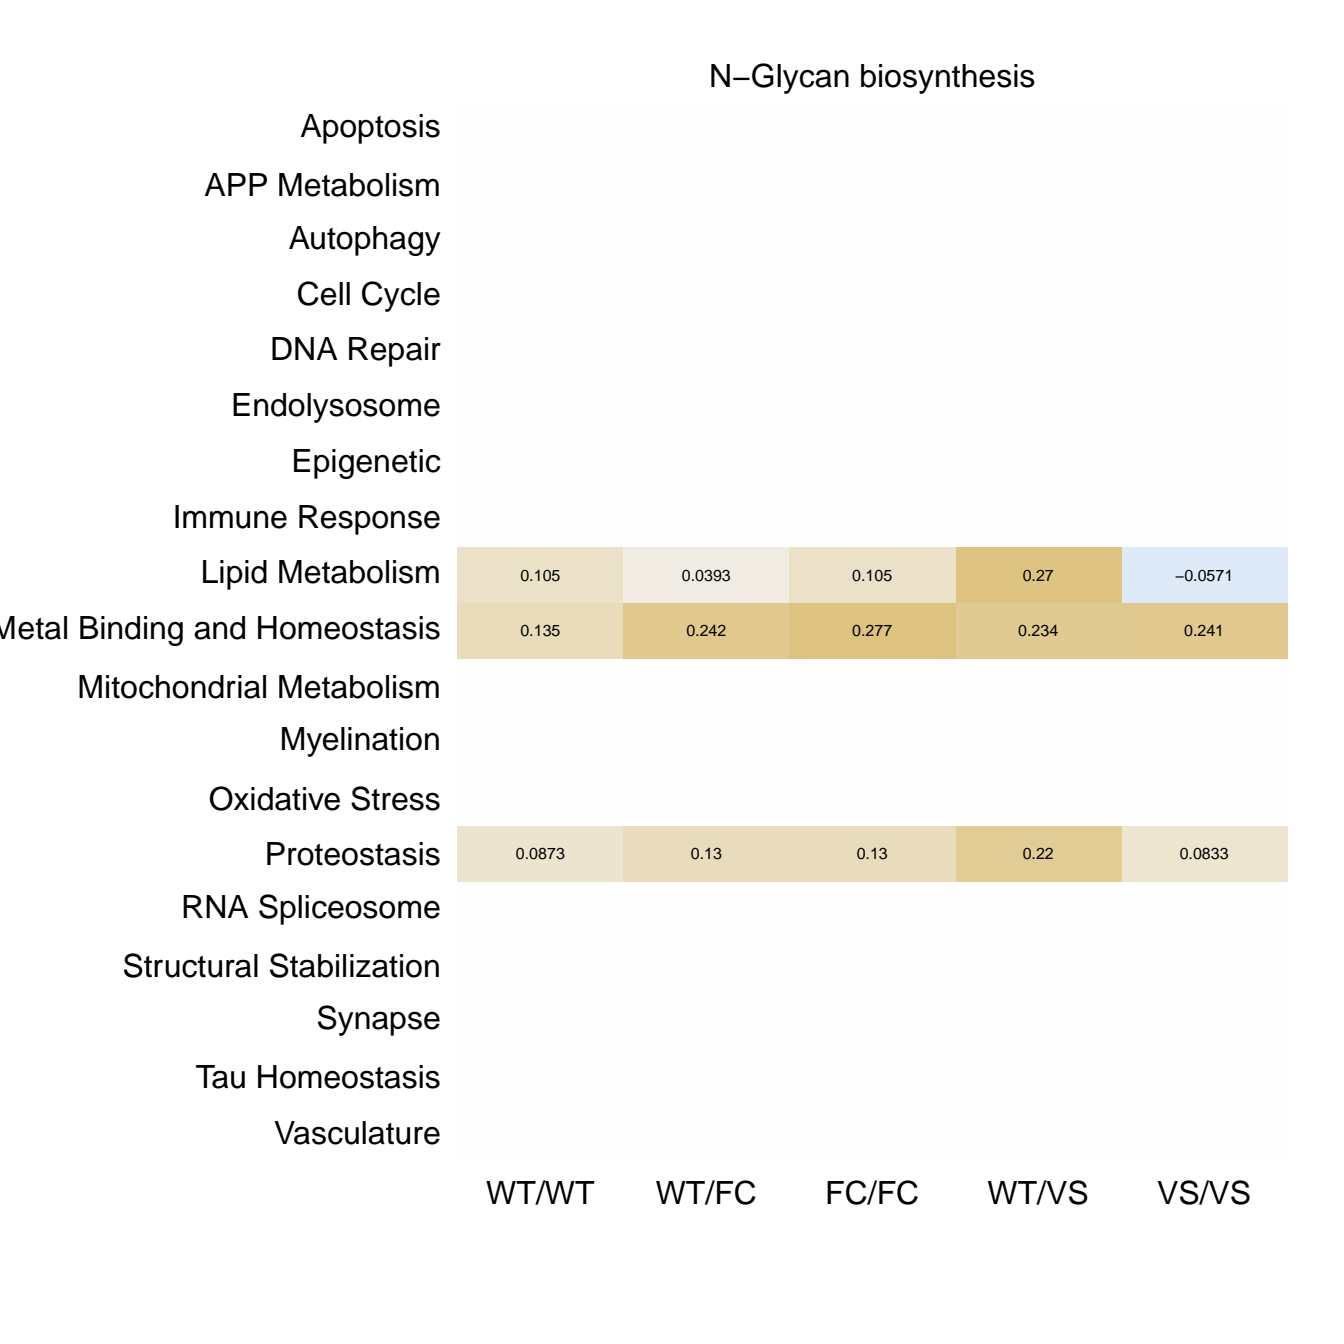 N−Glycan biosynthesis
Apoptosis
APP Metabolism
Autophagy
Cell Cycle
DNA Repair
Endolysosome
Epigenetic
Immune Response
Lipid Metabolism 0.105 0.0393 0.105 0.27 −0.0571
Metal Binding and Homeostasis 0.135 0.242 0.277 0.234 0.241
Mitochondrial Metabolism
Myelination
Oxidative Stress
Proteostasis 0.0873 0.13 0.13 0.22 0.0833
RNA Spliceosome
Structural Stabilization
Synapse
Tau Homeostasis
Vasculature
WT/WT WT/FC FC/FC WT/VS VS/VS